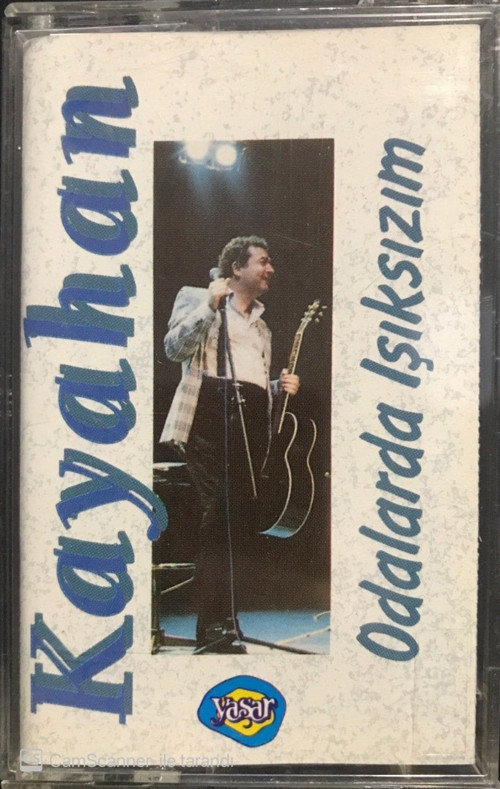 Kayahan
Odalarda Işıksızım
yaşar
CamScanner ile tarandı